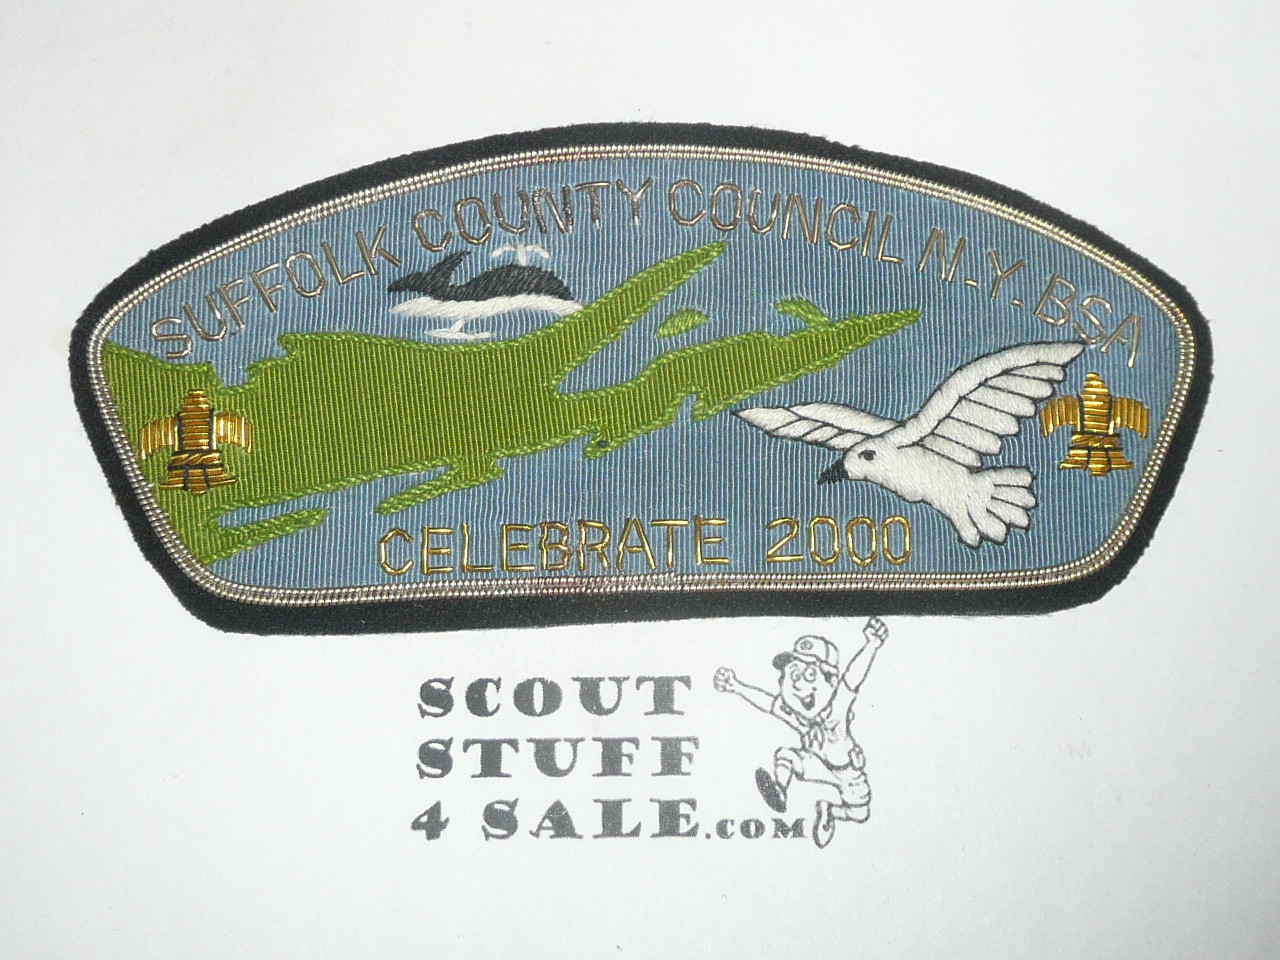 SUFFOLK COUNTY COUNCIL N.Y. BSA
CELEBRATE 2000
SCOUT
STUFF
4 SALE.COM